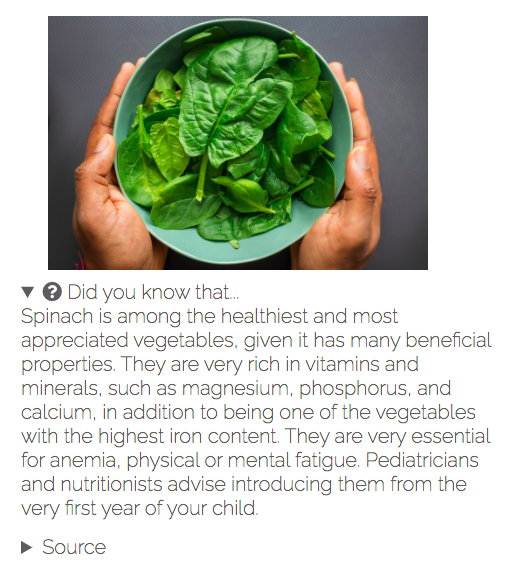 Did you know that...
Spinach is among the healthiest and most
appreciated vegetables, given it has many beneficial
properties. They are very rich in vitamins and
minerals, such as magnesium, phosphorus, and
calcium, in addition to being one of the vegetables
with the highest iron content. They are very essential
for anemia, physical or mental fatigue. Pediatricians
and nutritionists advise introducing them from the
very first year of your child.
Source